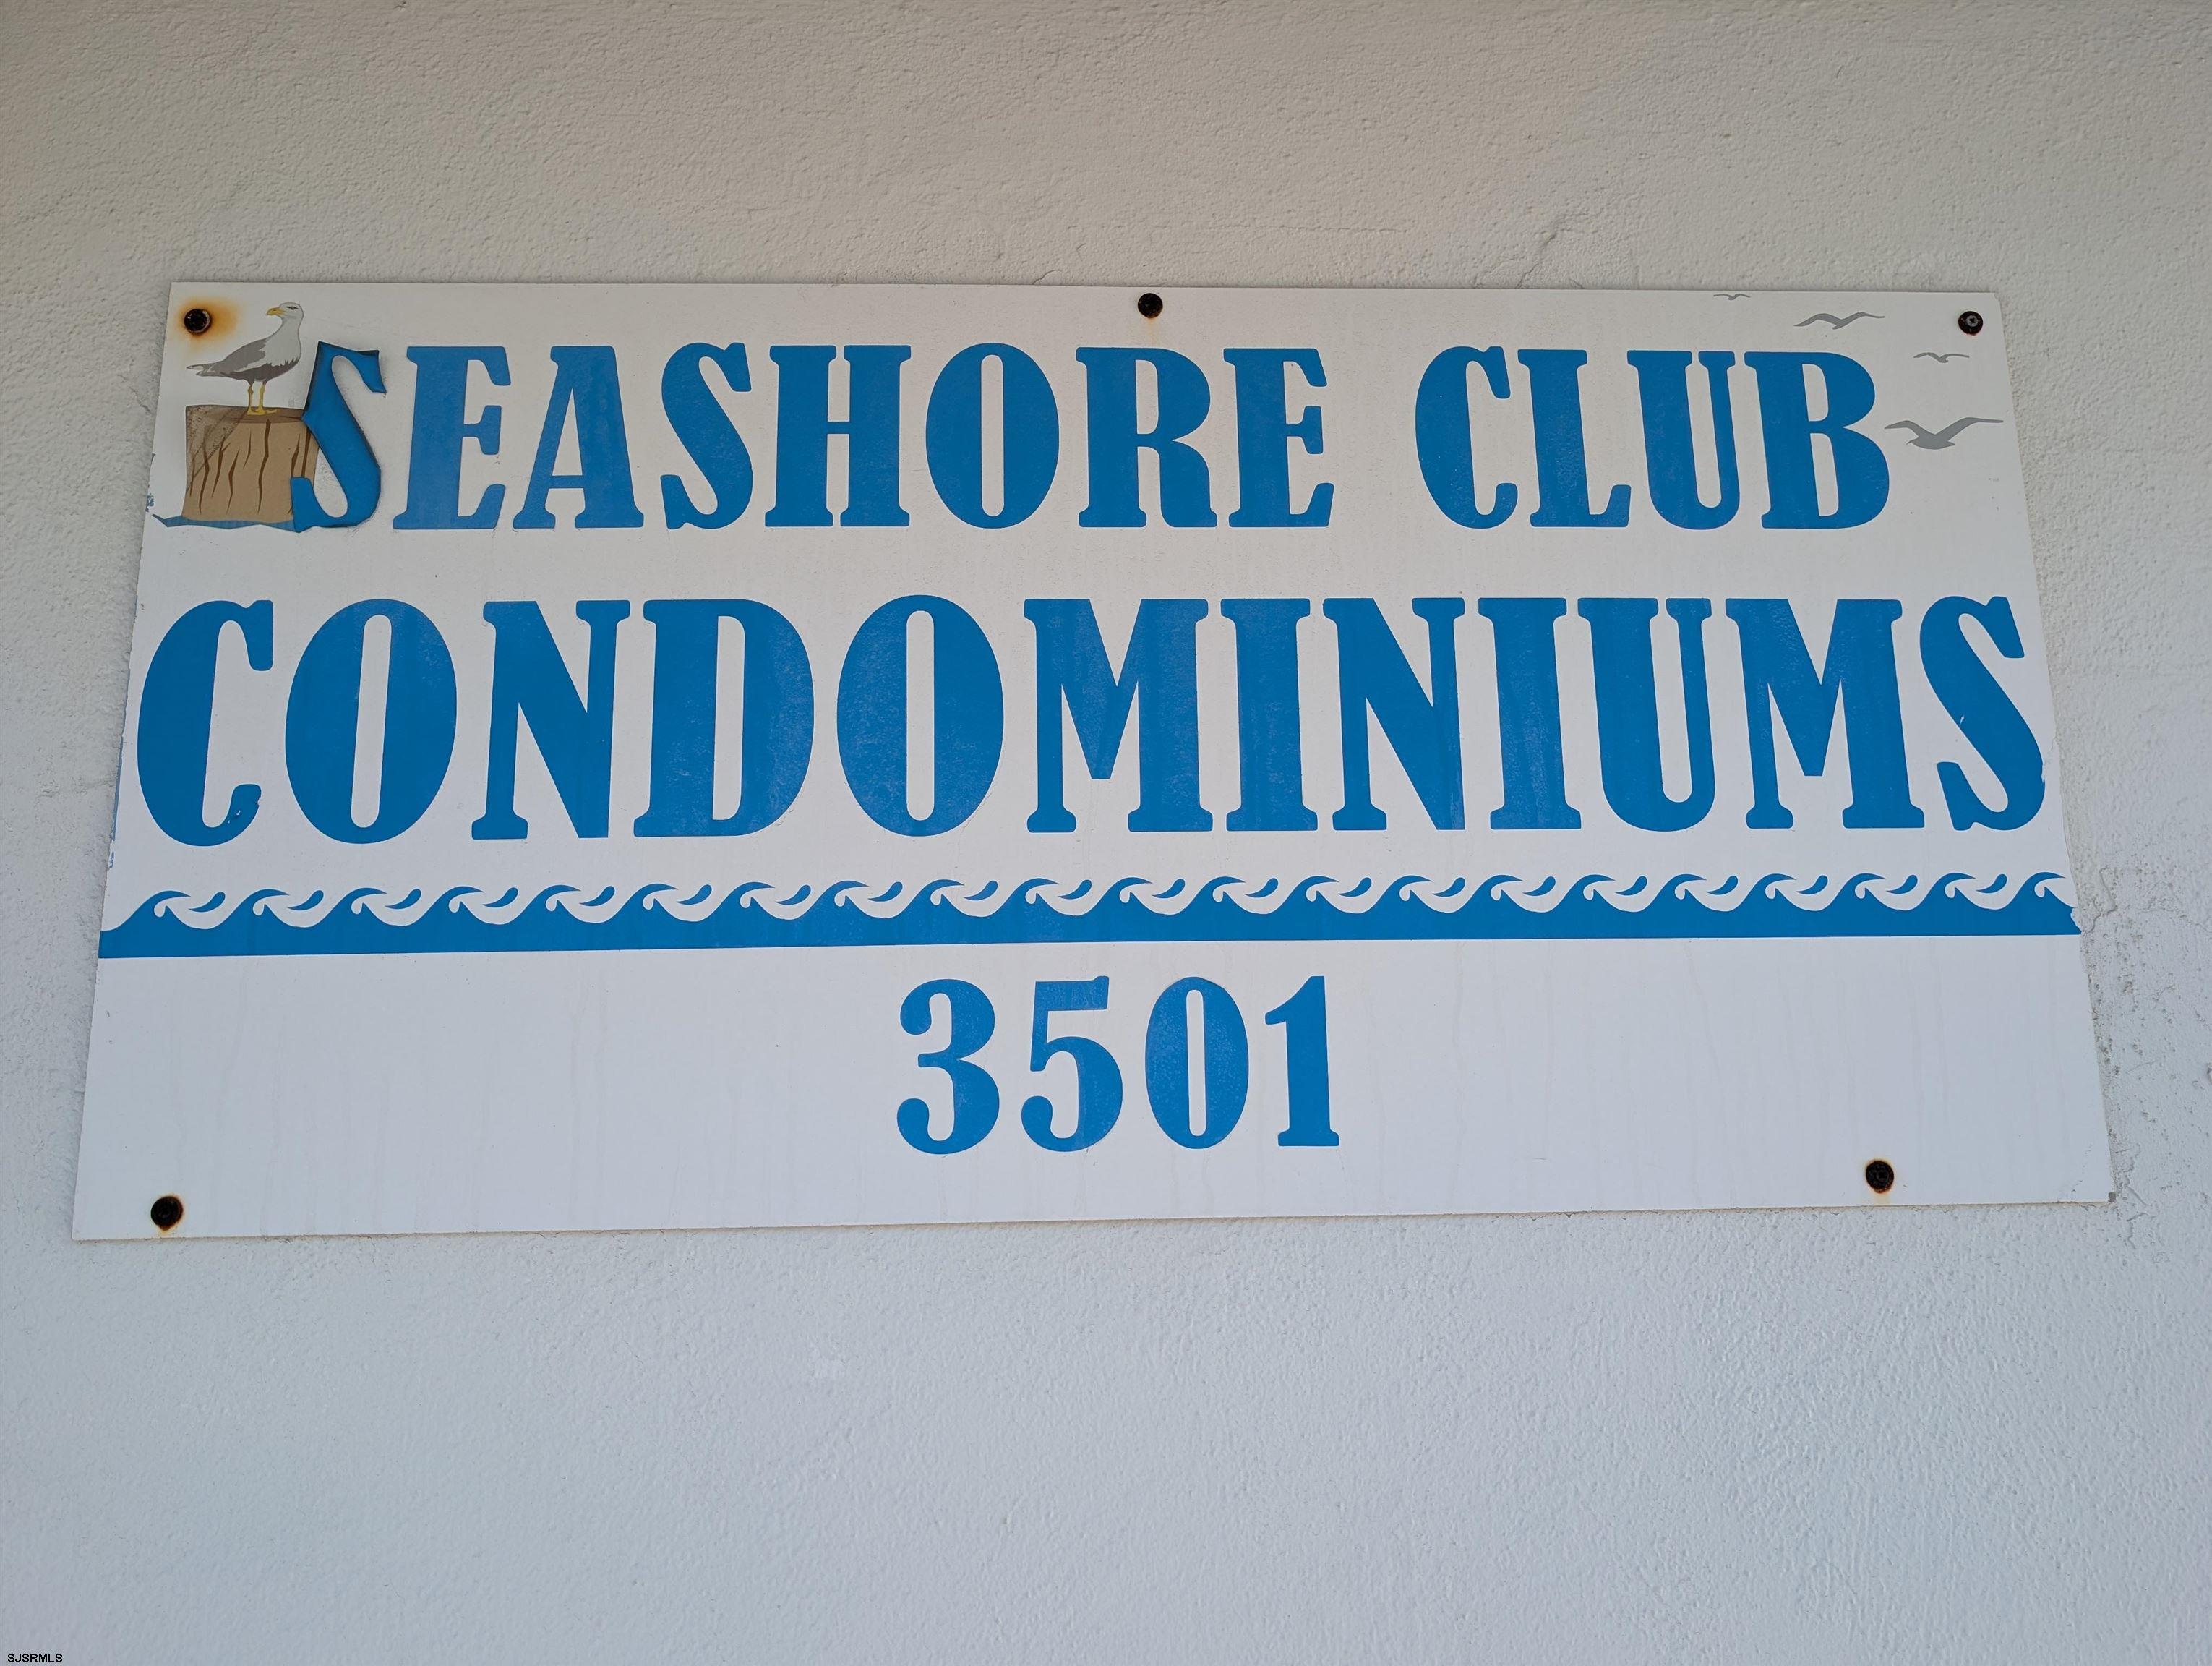 SEASHORE CLUB
CONDOMINIUMS
3501
SJSRMLS